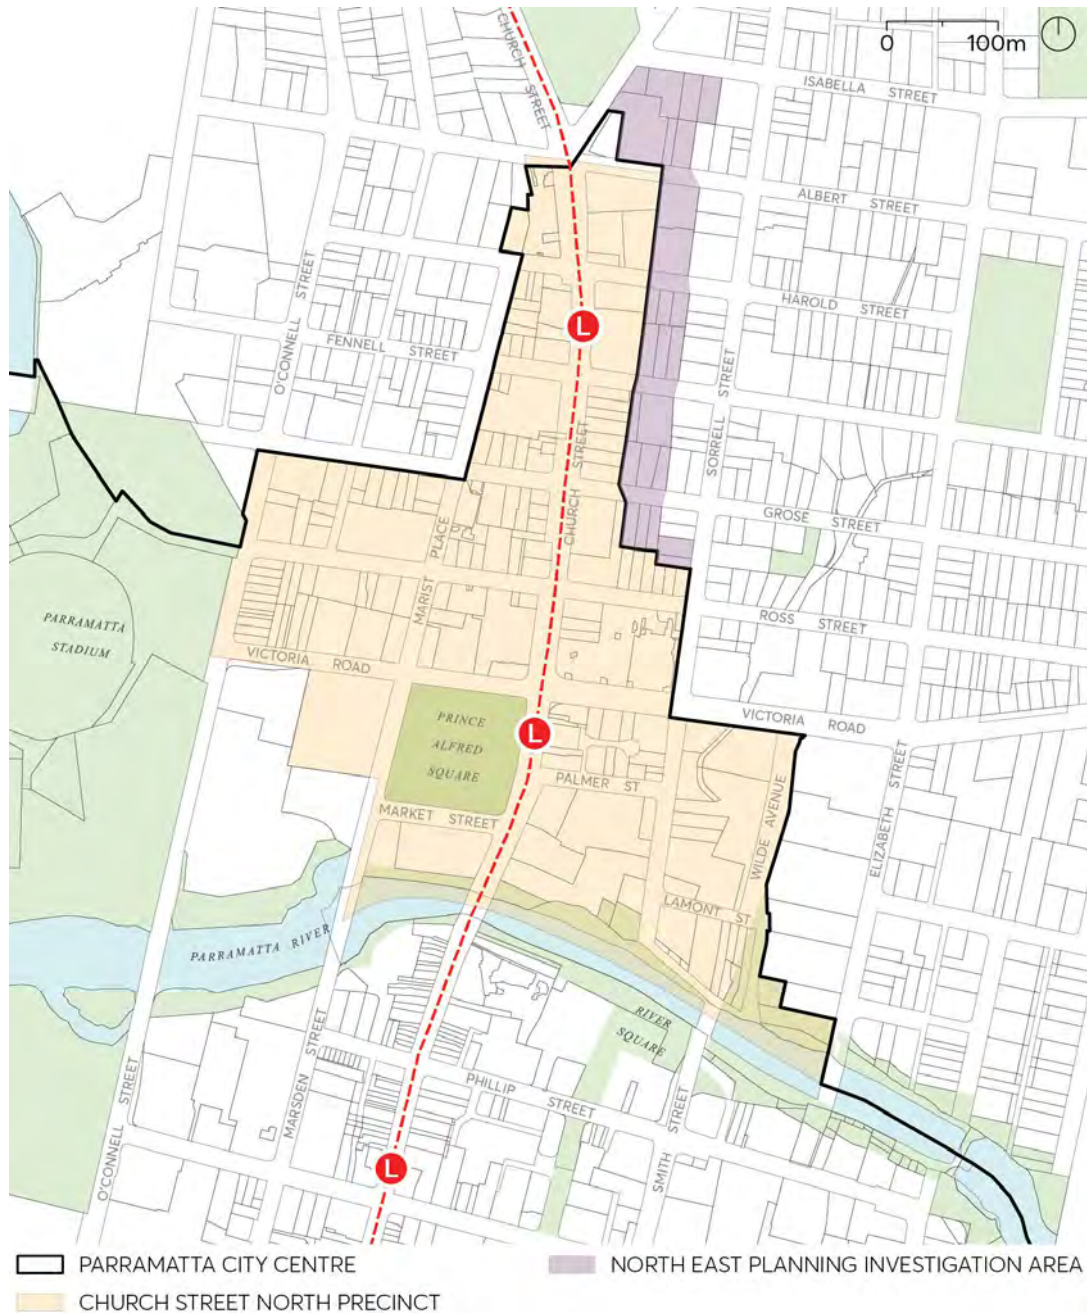 0 100m
CHURCH STREET
ISABELLA STREET
ALBERT STREET
O'CONNELL STREET
HAROLD STREET
L
FENNELL STREET
SORRELL STREET
CHURCH STREET
GROSE STREET
MARIST PLACE
PARRAMATTA
STADIUM
ROSS STREET
VICTORIA ROAD
VICTORIA ROAD
PRINCE
ALFRED
SQUARE
L
PALMER ST
MARKET STREET
WILDE AVENUE
ELIZABETH STREET
LAMONT ST
PARRAMATTA RIVER
RIVER
SQUARE
MARSDEN STREET
O'CONNELL STREET
PHILLIP STREET
SMITH STREET
L
PARRAMATTA CITY CENTRE
NORTH EAST PLANNING INVESTIGATION AREA
CHURCH STREET NORTH PRECINCT